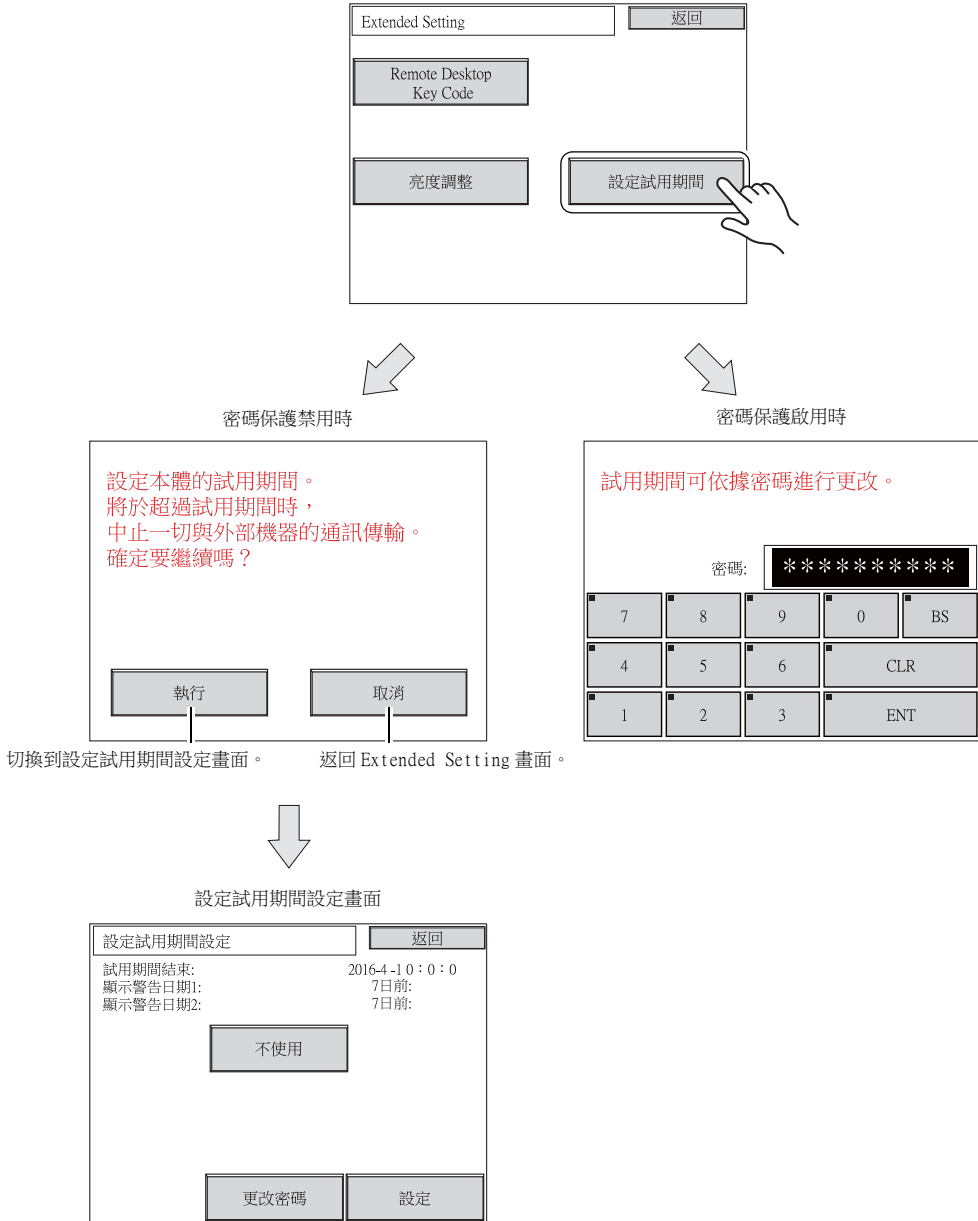 Extended Setting
返回
Remote Desktop
Key Code
亮度調整
設定試用期間
密碼保護禁用時
密碼保護啟用時
設定本體的試用期間。
將於超過試用期間時，
中止一切與外部機器的通訊傳輸。
確定要繼續嗎？
執行
取消
切換到設定試用期間設定畫面。
返回 Extended Setting 畫面。
試用期間可依據密碼進行更改。
密碼:
**********
7
8
9
0
BS
4
5
6
CLR
1
2
3
ENT
設定試用期間設定畫面
設定試用期間設定
返回
試用期間結束: 2016-4 -1 0：0：0
顯示警告日期1: 7日前:
顯示警告日期2: 7日前:
不使用
更改密碼
設定